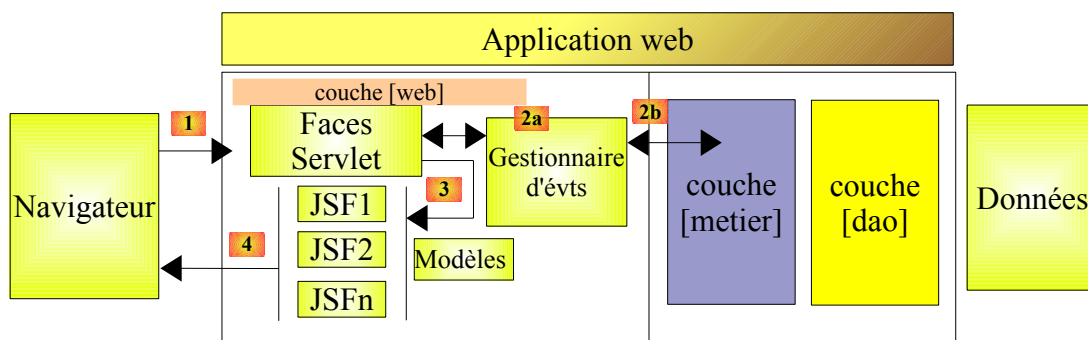 Application web
couche [web]
1
Faces
Servlet
2a
2b
Gestionnaire
d'évts
3
Navigateur
JSF1
JSF2
JSFn
4
Modèles
couche
[metier]
couche
[dao]
Données